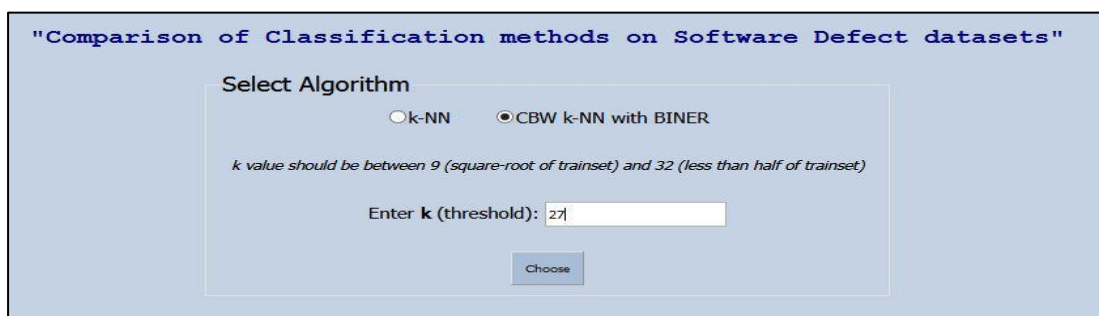 "Comparison of Classification methods on Software Defect datasets"
Select Algorithm
k-NN CBW k-NN with BINER
k value should be between 9 (square-root of trainset) and 32 (less than half of trainset)
Enter k (threshold): 27
Choose